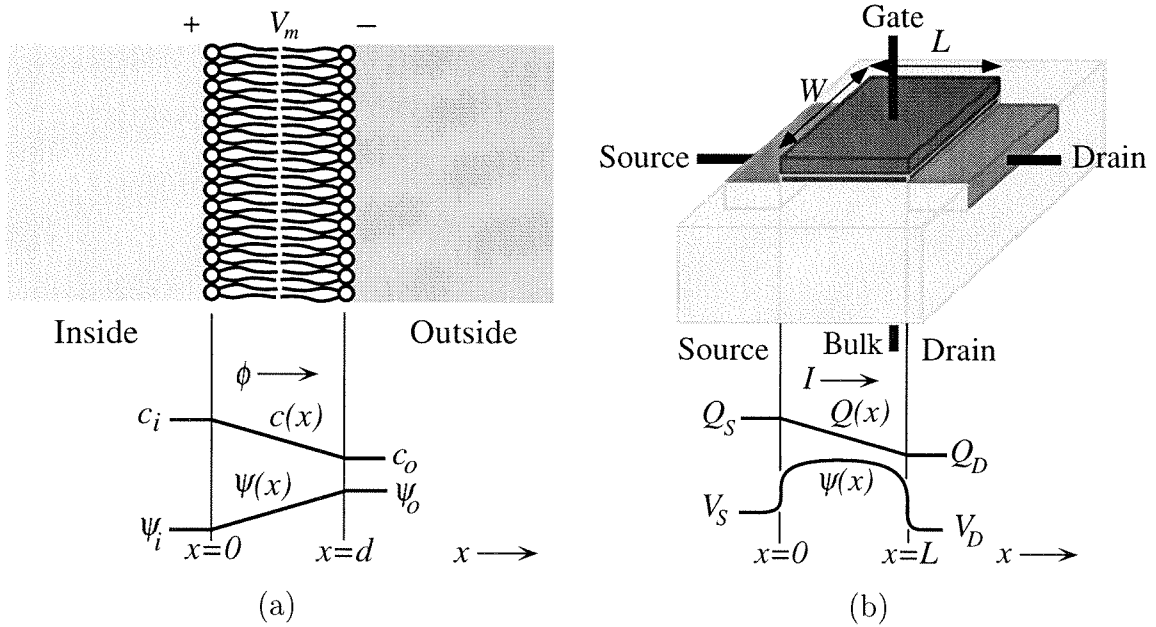 + V_m −
Inside Outside
ϕ
c_i c(x) c_o
ψ(x) ψ_o
ψ_i
x=0 x=d x
(a)
Gate
L
W
Source Drain
Source Bulk Drain
I
Q_S Q(x) Q_D
ψ(x)
V_S V_D
x=0 x=L x
(b)